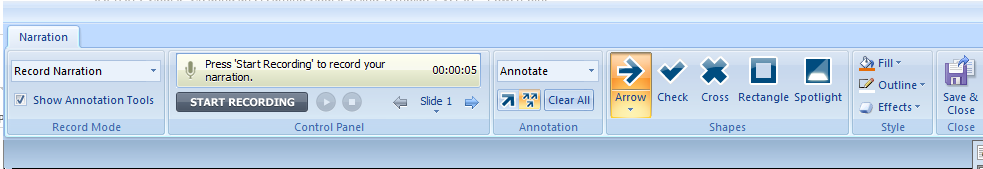 Narration
Record Narration
Show Annotation Tools
Record Mode
Press 'Start Recording' to record your
narration.
00:00:05
START RECORDING
Slide 1
Control Panel
Annotate
Clear All
Annotation
Arrow
Check
Cross
Rectangle
Spotlight
Shapes
Fill
Outline
Effects
Style
Save &
Close
Close